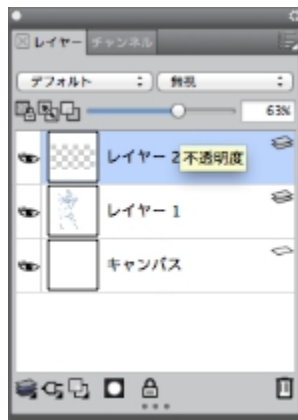 レイヤー チャンネル
デフォルト 無視
63%
レイヤー 2 不透明度
レイヤー 1
キャンバス